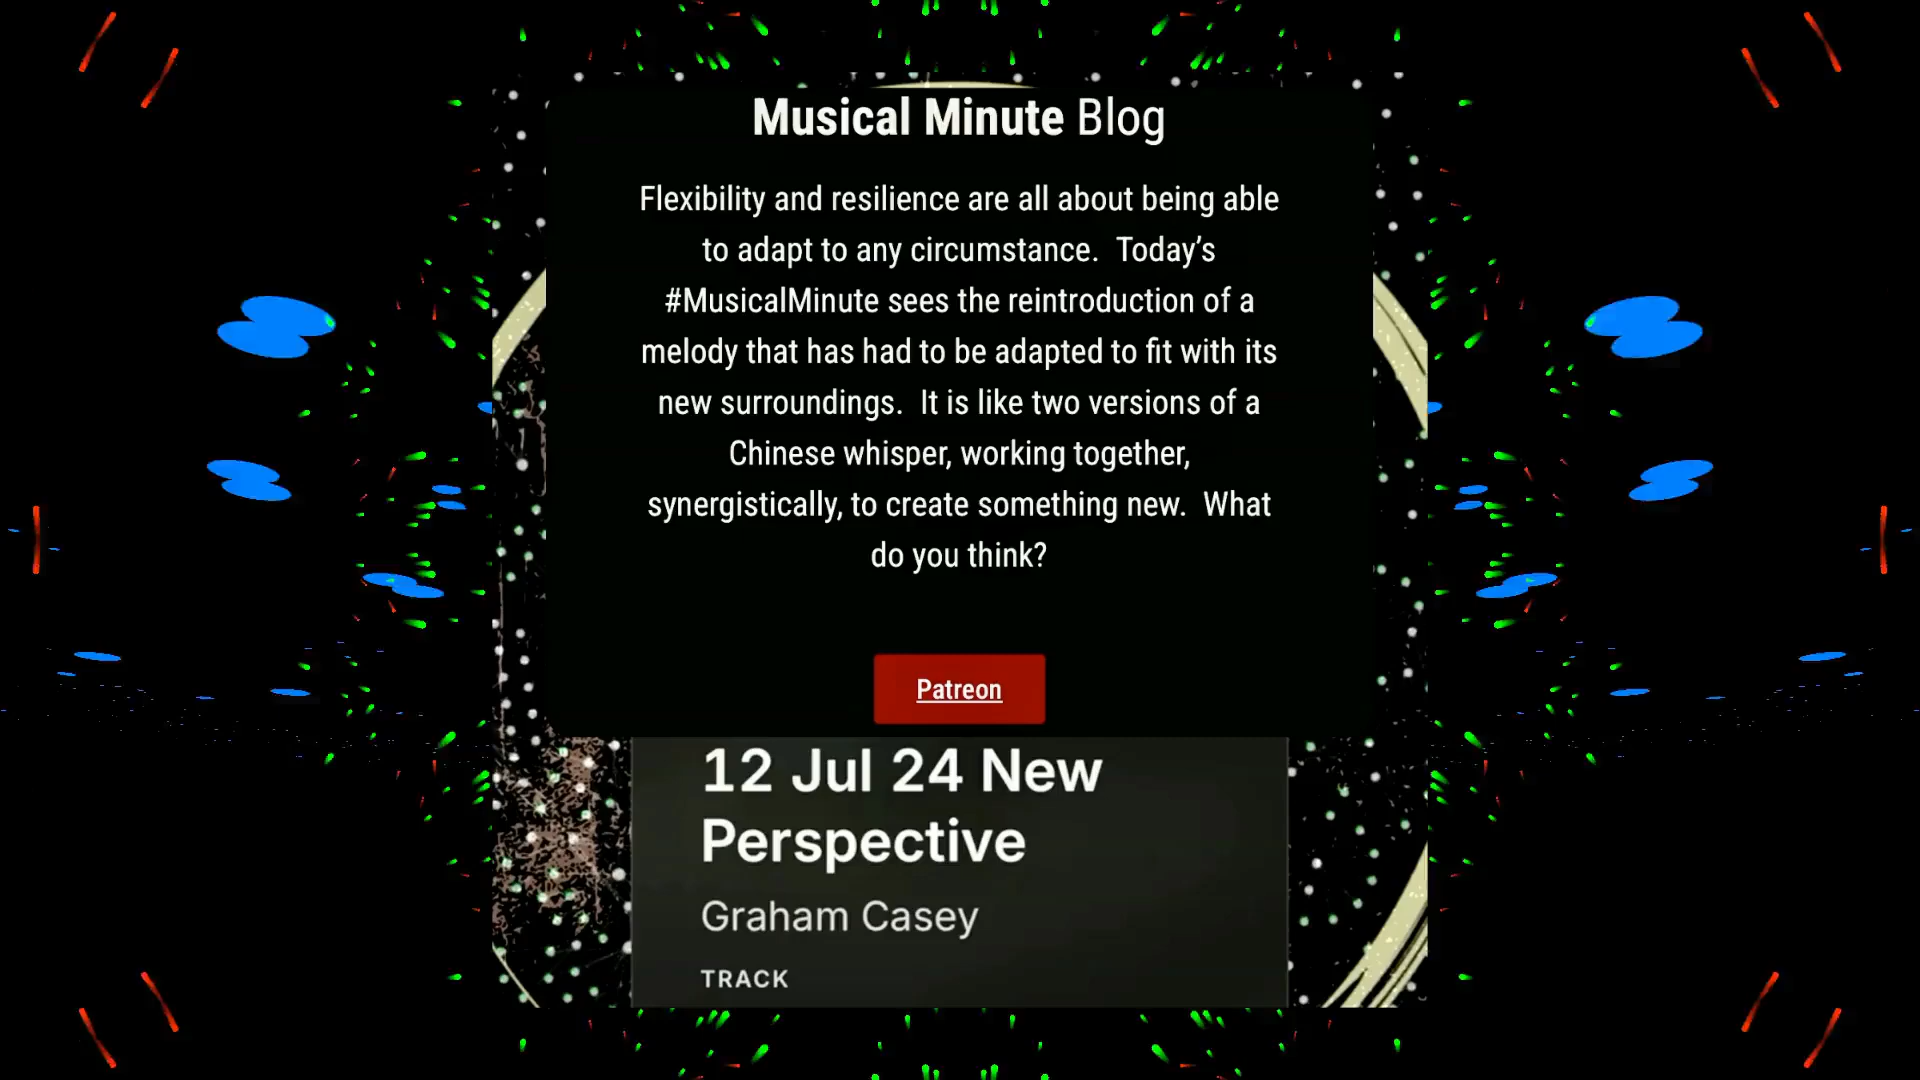 Musical Minute Blog
Flexibility and resilience are all about being able
to adapt to any circumstance.  Today’s
#MusicalMinute sees the reintroduction of a
melody that has had to be adapted to fit with its
new surroundings.  It is like two versions of a
Chinese whisper, working together,
synergistically, to create something new.  What
do you think?
Patreon
12 Jul 24 New
Perspective
Graham Casey
TRACK